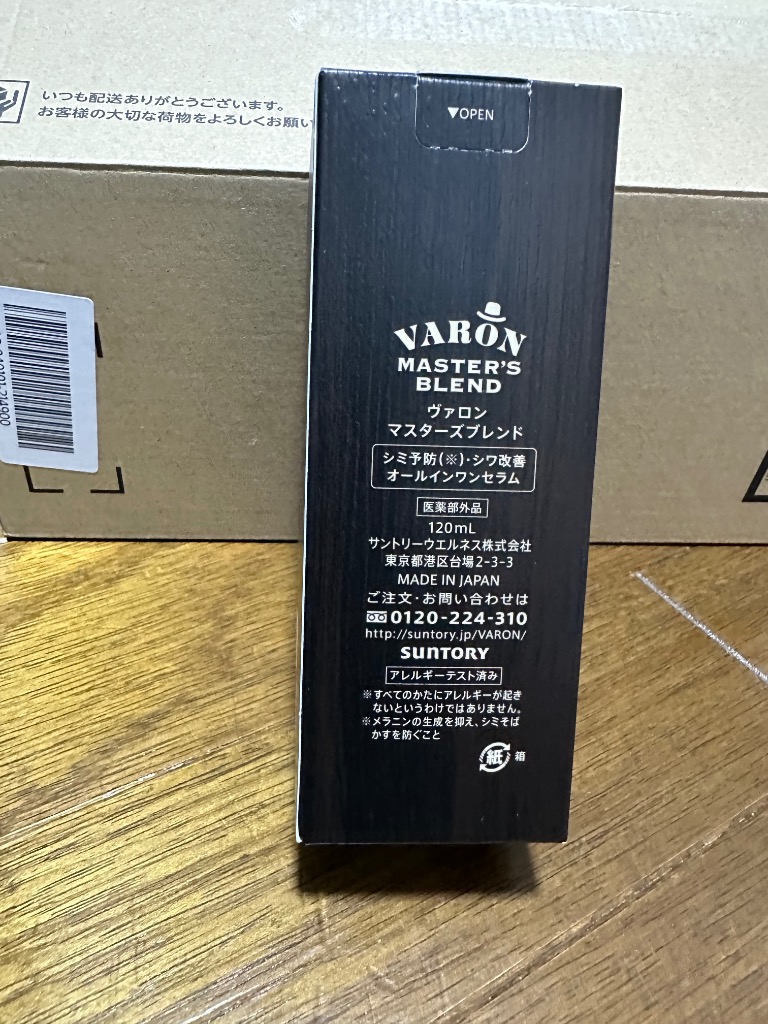 いつも配送ありがとうございます。
お客様の大切な荷物をよろしくお願い
▼OPEN
VARON
MASTER'S
BLEND
ヴァロン
マスターズブレンド
シミ予防(※)・シワ改善
オールインワンセラム
医薬部外品
120mL
サントリーウエルネス株式会社
東京都港区台場2-3-3
MADE IN JAPAN
ご注文・お問い合わせは
0120-224-310
http://suntory.jp/VARON/
SUNTORY
アレルギーテスト済み
※すべてのかたにアレルギーが起き
ないというわけではありません。
※メラニンの生成を抑え、シミそば
かすを防ぐこと
紙 箱